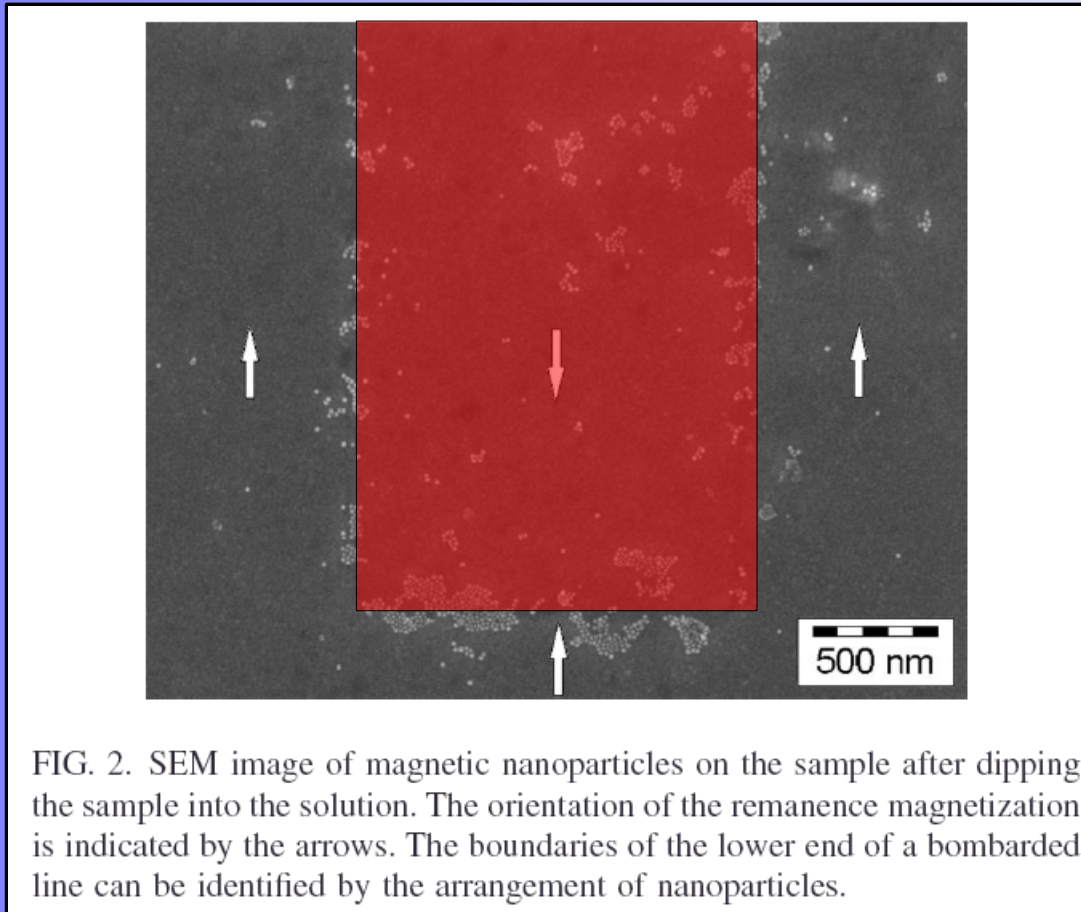 500 nm
FIG. 2. SEM image of magnetic nanoparticles on the sample after dipping
the sample into the solution. The orientation of the remanence magnetization
is indicated by the arrows. The boundaries of the lower end of a bombarded
line can be identified by the arrangement of nanoparticles.